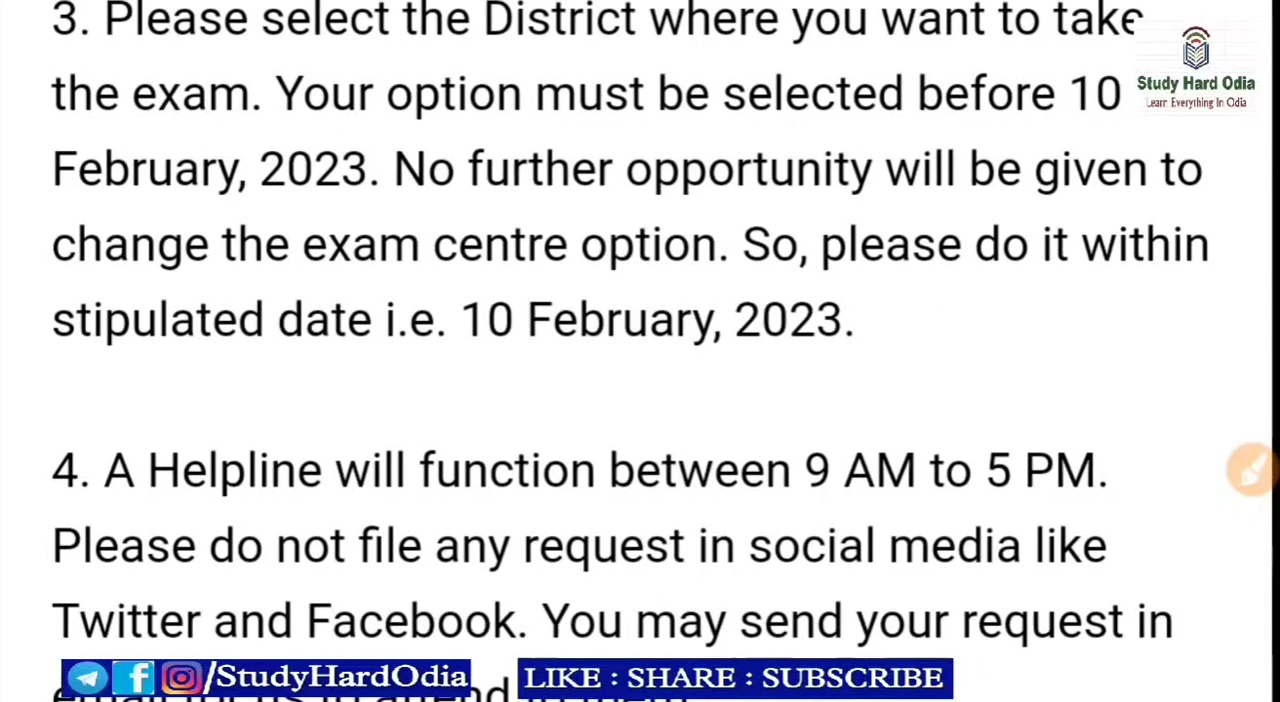 3. Please select the District where you want to take
the exam. Your option must be selected before 10
February, 2023. No further opportunity will be given to
change the exam centre option. So, please do it within
stipulated date i.e. 10 February, 2023.
4. A Helpline will function between 9 AM to 5 PM.
Please do not file any request in social media like
Twitter and Facebook. You may send your request in
Study Hard Odia
Learn Everything In Odia
/StudyHardOdia
LIKE : SHARE : SUBSCRIBE